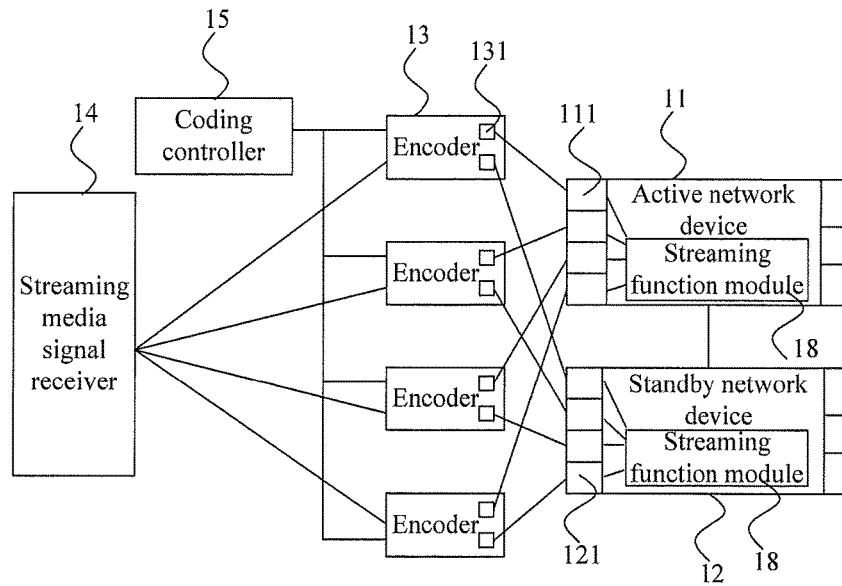 15
13
131
14
Coding
controller
Encoder
11
111
Active network
device
Streaming
function module
Encoder
Streaming
media
signal
receiver
18
Encoder
Standby network
device
Streaming
function module
Encoder
121
12
18